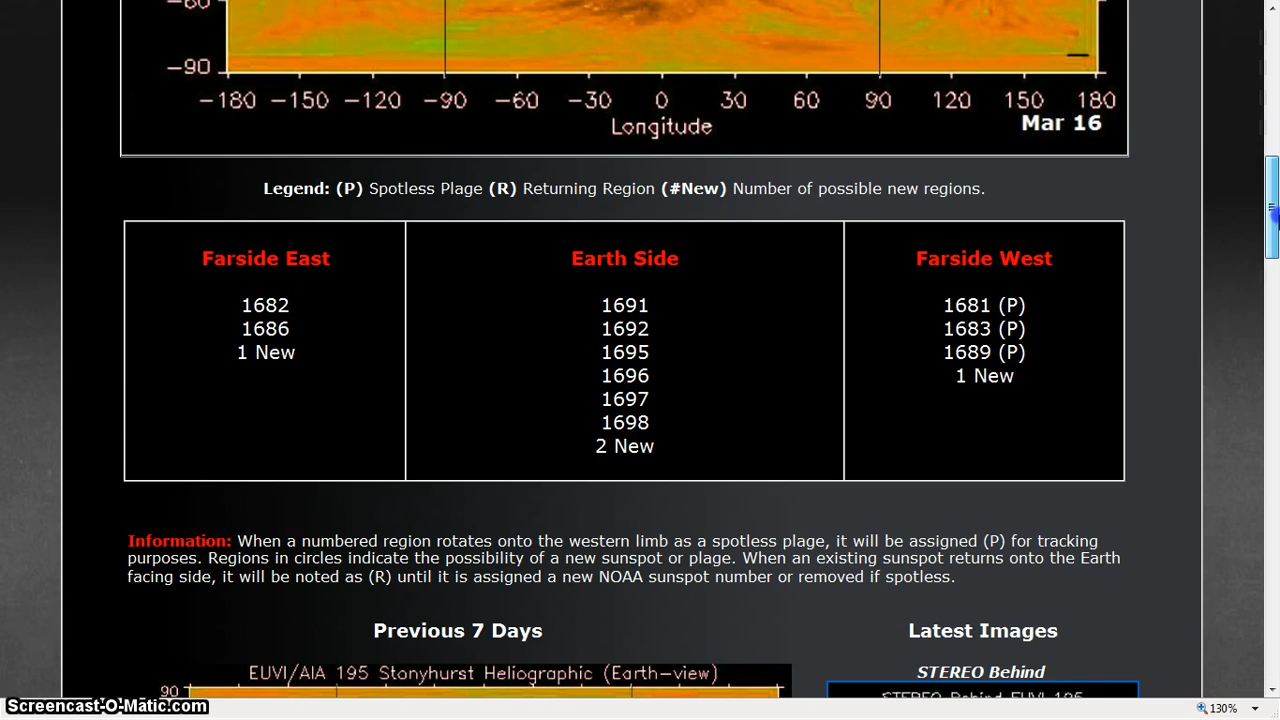 −60
−90
−180 −150 −120 −90 −60 −30 0 30 60 90 120 150 180
Longitude
Mar 16
Legend: (P) Spotless Plage (R) Returning Region (#New) Number of possible new regions.
Farside East
1682
1686
1 New
Earth Side
1691
1692
1695
1696
1697
1698
2 New
Farside West
1681 (P)
1683 (P)
1689 (P)
1 New
Information: When a numbered region rotates onto the western limb as a spotless plage, it will be assigned (P) for tracking
purposes. Regions in circles indicate the possibility of a new sunspot or plage. When an existing sunspot returns onto the Earth
facing side, it will be noted as (R) until it is assigned a new NOAA sunspot number or removed if spotless.
Previous 7 Days
EUVI/AIA 195 Stonyhurst Heliographic (Earth−view)
90
Latest Images
STEREO Behind
STEREO Behind EUVI 195
Screencast-O-Matic.com
130%